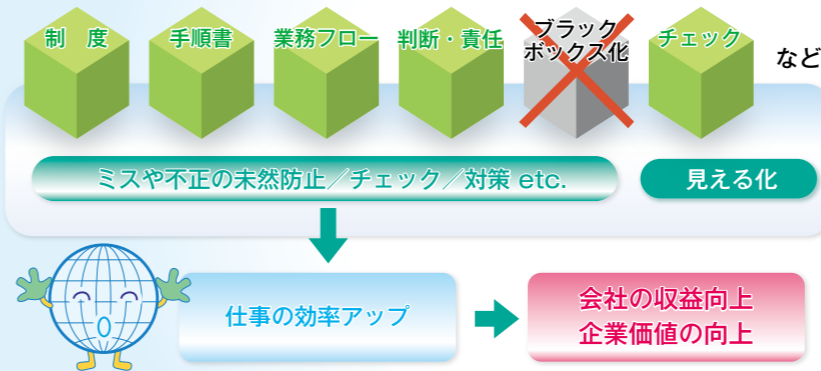 制　度
手順書
業務フロー
判断・責任
ブラック
ボックス化
チェック
など
ミスや不正の未然防止／チェック／対策 etc.
見える化
仕事の効率アップ
会社の収益向上
企業価値の向上